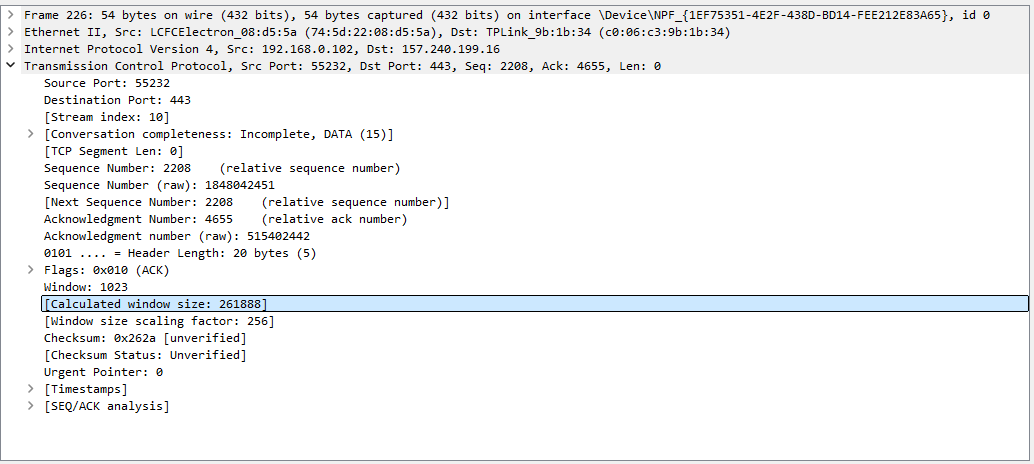 Frame 226: 54 bytes on wire (432 bits), 54 bytes captured (432 bits) on interface \Device\NPF_{1EF75351-4E2F-438D-BD14-FEE212E83A65}, id 0
Ethernet II, Src: LCFCElectron_08:d5:5a (74:5d:22:08:d5:5a), Dst: TPLink_9b:1b:34 (c0:06:c3:9b:1b:34)
Internet Protocol Version 4, Src: 192.168.0.102, Dst: 157.240.199.16
Transmission Control Protocol, Src Port: 55232, Dst Port: 443, Seq: 2208, Ack: 4655, Len: 0
Source Port: 55232
Destination Port: 443
[Stream index: 10]
[Conversation completeness: Incomplete, DATA (15)]
[TCP Segment Len: 0]
Sequence Number: 2208    (relative sequence number)
Sequence Number (raw): 1848042451
[Next Sequence Number: 2208    (relative sequence number)]
Acknowledgment Number: 4655    (relative ack number)
Acknowledgment number (raw): 515402442
0101 .... = Header Length: 20 bytes (5)
Flags: 0x010 (ACK)
Window: 1023
[Calculated window size: 261888]
[Window size scaling factor: 256]
Checksum: 0x262a [unverified]
[Checksum Status: Unverified]
Urgent Pointer: 0
[Timestamps]
[SEQ/ACK analysis]